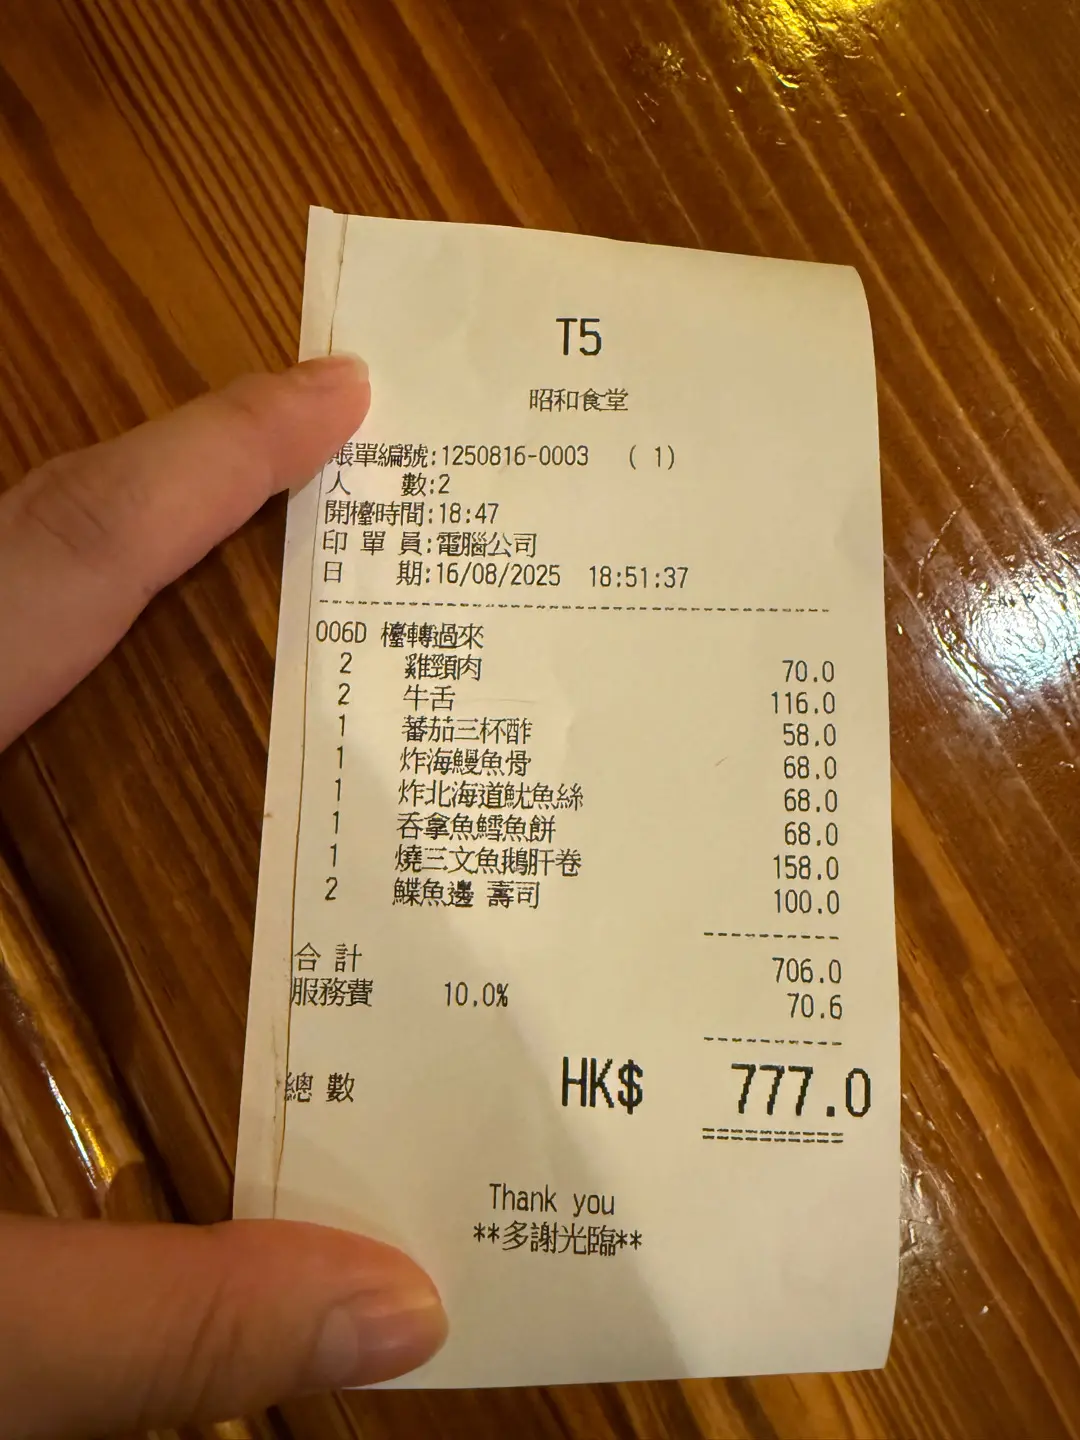 T5
昭和食堂
賬單編號:1250816-0003 ( 1)
人 數:2
開檯時間:18:47
印 單 員:電腦公司
日 期:16/08/2025 18:51:37
006D 檯轉過來
2 雞頸肉 70.0
2 牛舌 116.0
1 蕃茄三杯酢 58.0
1 炸海鰻魚骨 68.0
1 炸北海道魷魚絲 68.0
1 吞拿魚鱈魚餅 68.0
1 燒三文魚鵝肝卷 158.0
2 鰈魚邊 壽司 100.0
合 計 706.0
服務費 10.0% 70.6
總 數 HK$ 777.0
Thank you
**多謝光臨**